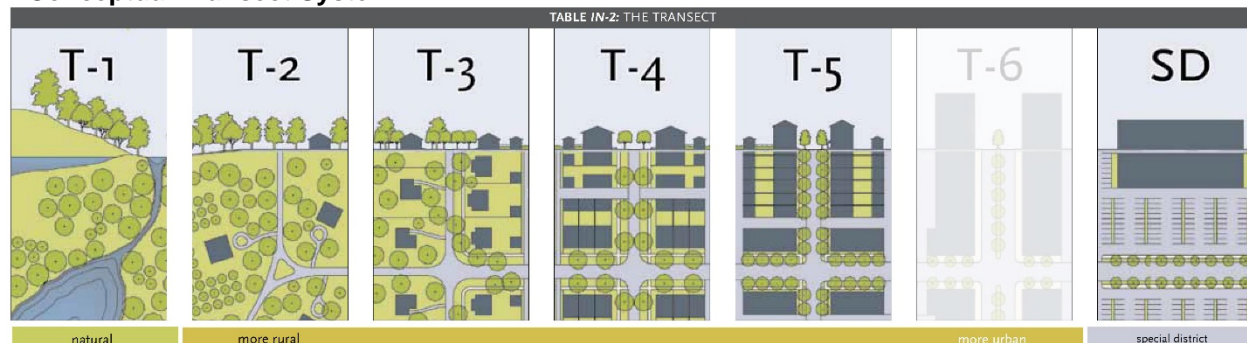 TABLE IN-2: THE TRANSECT
T-1
T-2
T-3
T-4
T-5
T-6
SD
natural
more rural
more urban
special district